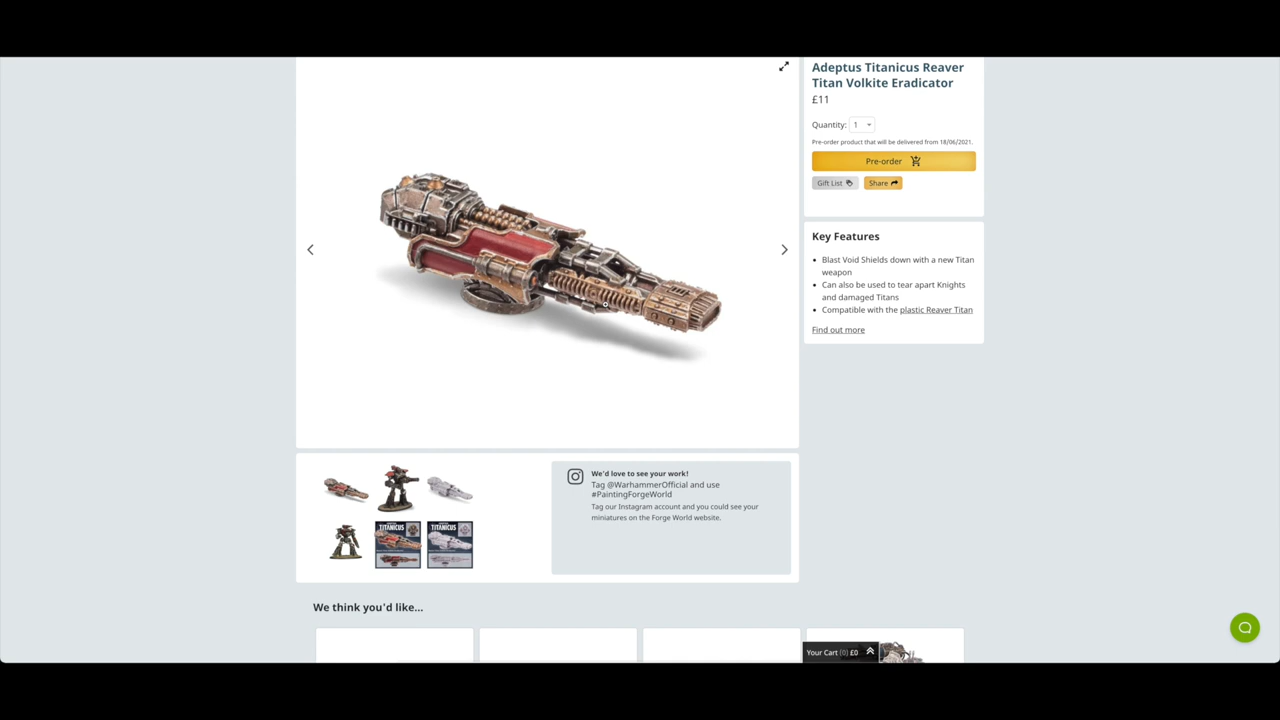 Adeptus Titanicus Reaver
Titan Volkite Eradicator
£11
Quantity: 1
Pre-order product that will be delivered from 18/06/2021.
Pre-order
Gift List
Share
Key Features
Blast Void Shields down with a new Titan
weapon
Can also be used to tear apart Knights
and damaged Titans
Compatible with the plastic Reaver Titan
Find out more
We'd love to see your work!
Tag @WarhammerOfficial and use
#PaintingForgeWorld
Tag our Instagram account and you could see your
miniatures on the Forge World website.
TITANICUS
TITANICUS
We think you'd like...
Your Cart (0) £0